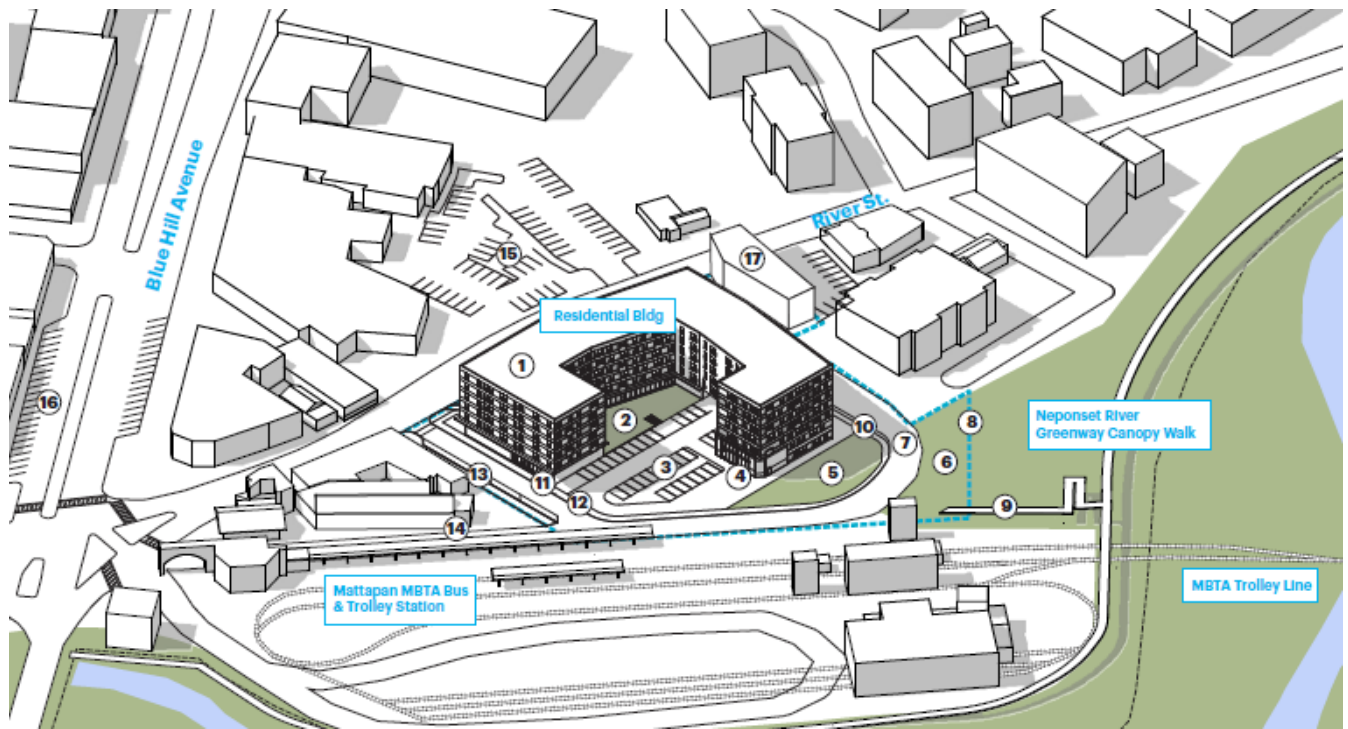 Blue Hill Avenue
River St.
17
15
Residential Bldg
1
16
2
10
7
8
Neponset River
Greenway Canopy Walk
6
5
4
3
13
11
12
9
14
Mattapan MBTA Bus
& Trolley Station
MBTA Trolley Line